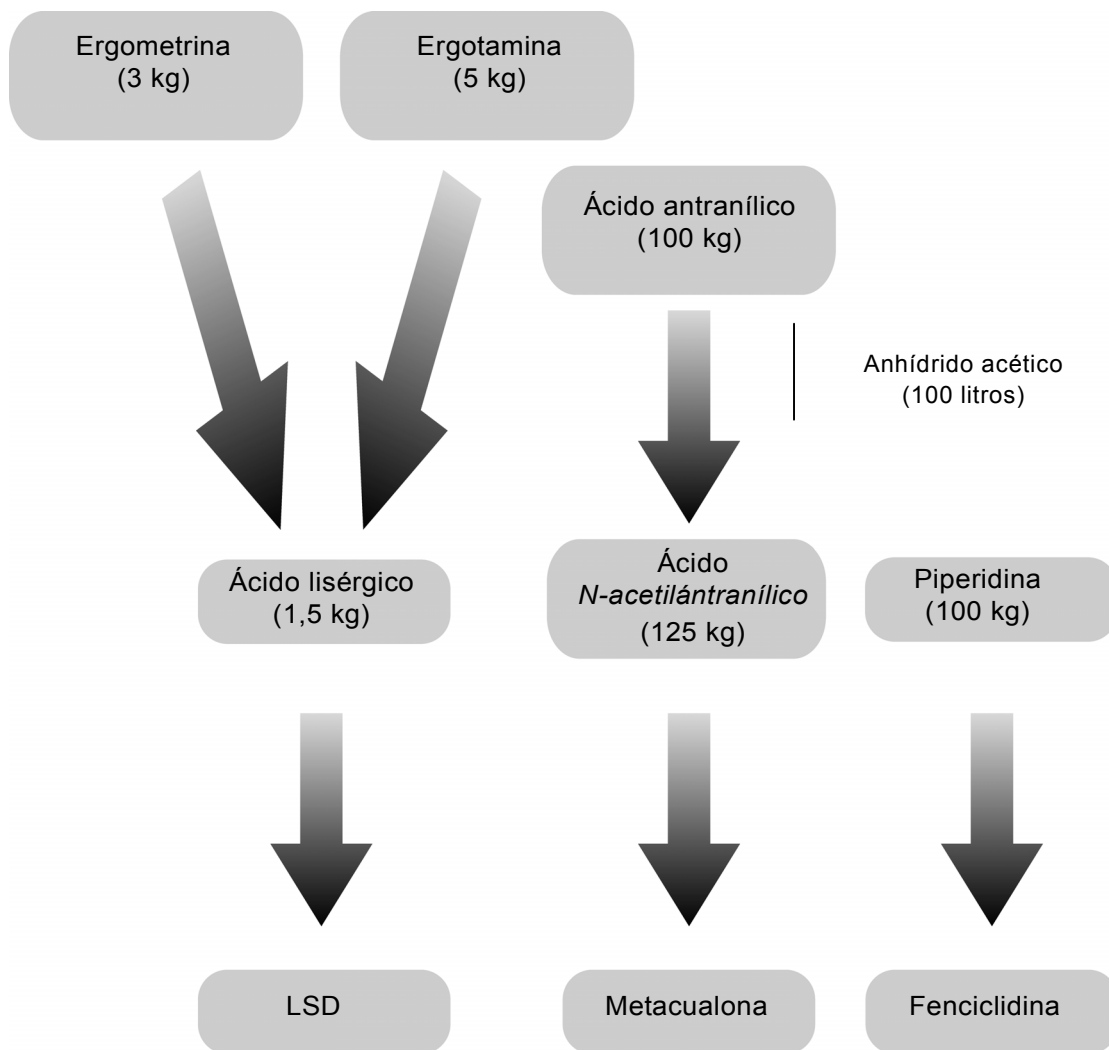 Ergometrina
(3 kg)
Ergotamina
(5 kg)
Ácido antranílico
(100 kg)
Anhídrido acético
(100 litros)
Ácido lisérgico
(1,5 kg)
Ácido
N-acetilántranílico
(125 kg)
Piperidina
(100 kg)
LSD
Metacualona
Fenciclidina